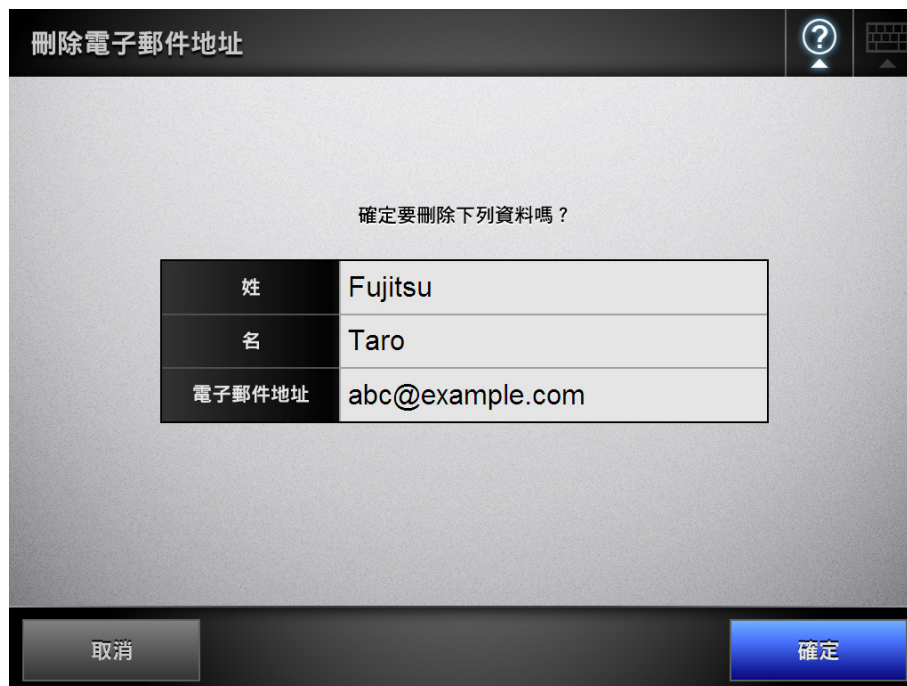 刪除電子郵件地址
?
確定要刪除下列資料嗎？
姓 Fujitsu
名 Taro
電子郵件地址 abc@example.com
取消 確定